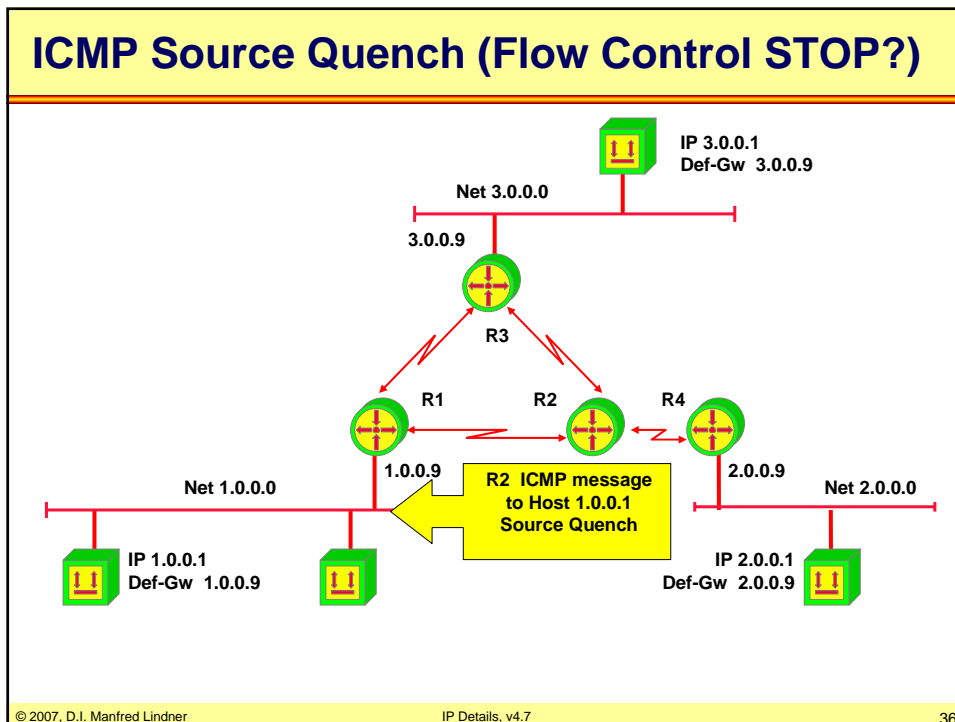 ICMP Source Quench (Flow Control STOP?)
IP 3.0.0.1
Def-Gw 3.0.0.9
Net 3.0.0.0
3.0.0.9
R3
R1
R2
R4
1.0.0.9
R2 ICMP message
to Host 1.0.0.1
Source Quench
2.0.0.9
Net 1.0.0.0
Net 2.0.0.0
IP 1.0.0.1
Def-Gw 1.0.0.9
IP 2.0.0.1
Def-Gw 2.0.0.9
© 2007, D.I. Manfred Lindner
IP Details, v4.7
36